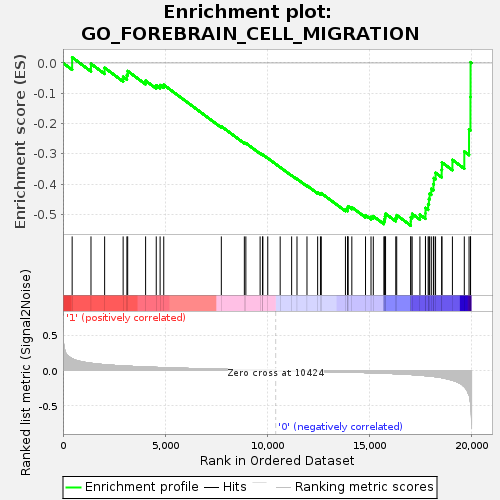 Enrichment plot:
GO_FOREBRAIN_CELL_MIGRATION
Enrichment score (ES)
0.0
-0.1
-0.2
-0.3
-0.4
-0.5
'1' (positively correlated)
Ranked list metric (Signal2Noise)
0.5
0.0
-0.5
Zero cross at 10424
'0' (negatively correlated)
0
5,000
10,000
15,000
20,000
Rank in Ordered Dataset
Enrichment profile
Hits
Ranking metric scores